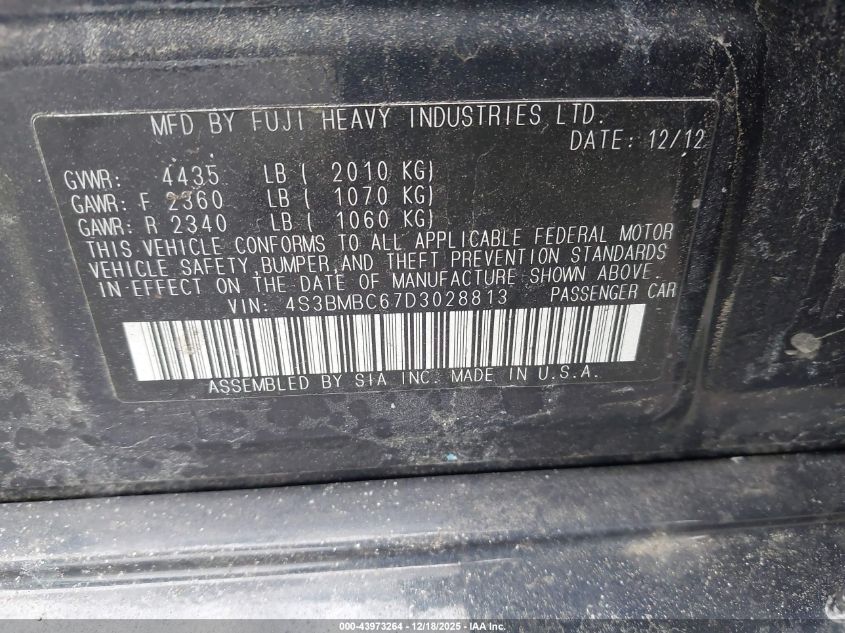 MFD BY FUJI HEAVY INDUSTRIES LTD.
DATE: 12/12
GVWR: 4435 LB ( 2010 KG)
GAWR: F 2360 LB ( 1070 KG)
GAWR: R 2340 LB ( 1060 KG)
THIS VEHICLE CONFORMS TO ALL APPLICABLE FEDERAL MOTOR
VEHICLE SAFETY, BUMPER, AND THEFT PREVENTION STANDARDS
IN EFFECT ON THE DATE OF MANUFACTURE SHOWN ABOVE.
VIN: 4S3BMBC67D3028813 PASSENGER CAR
ASSEMBLED BY SIA INC. MADE IN U.S.A.
000-43973264 - 12/18/2025 - IAA Inc.